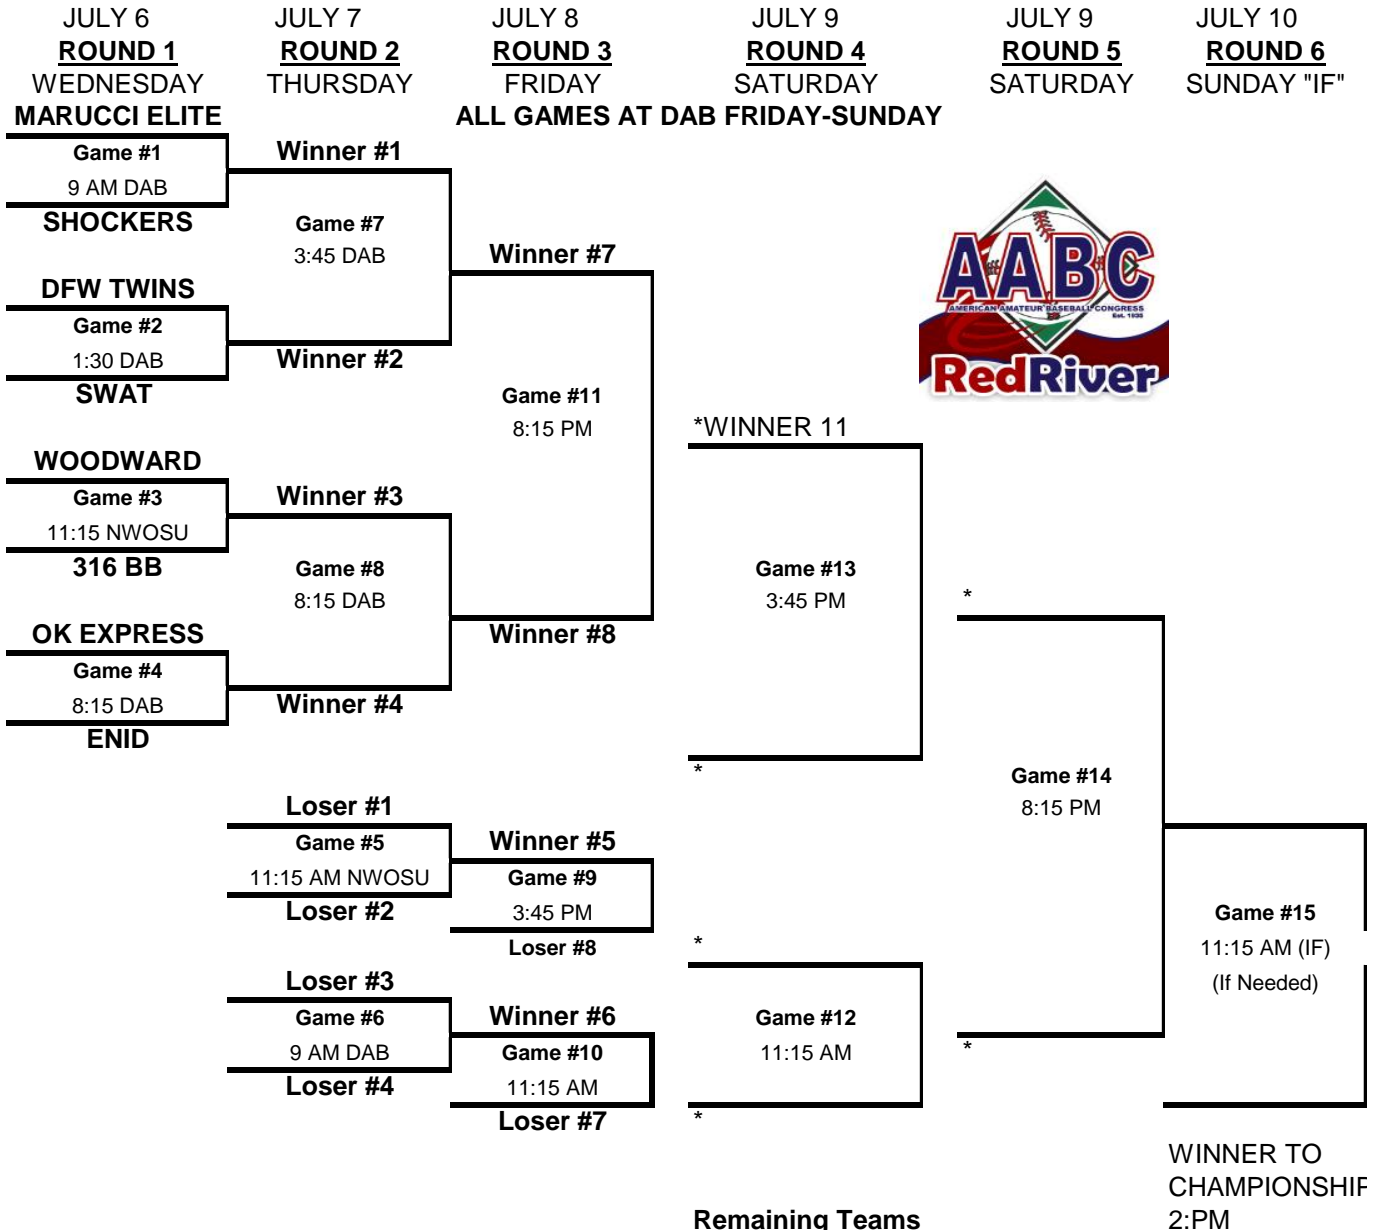 JULY 6 JULY 7 JULY 8 JULY 9 JULY 9 JULY 10
ROUND 1 ROUND 2 ROUND 3 ROUND 4 ROUND 5 ROUND 6
WEDNESDAY THURSDAY FRIDAY SATURDAY SATURDAY SUNDAY "IF"
MARUCCI ELITE ALL GAMES AT DAB FRIDAY-SUNDAY
Game #1 Winner #1
9 AM DAB
SHOCKERS Game #7
3:45 DAB Winner #7
DFW TWINS
Game #2
1:30 DAB Winner #2
SWAT Game #11
8:15 PM *WINNER 11
AABC
AMERICAN AMATEUR BASEBALL CONGRESS
Est. 1935
RedRiver
WOODWARD
Game #3 Winner #3
11:15 NWOSU
316 BB Game #8 Game #13
8:15 DAB 3:45 PM *
OK EXPRESS Winner #8
Game #4
8:15 DAB Winner #4
ENID
* Game #14
Loser #1 8:15 PM
Game #5 Winner #5
11:15 AM NWOSU Game #9
Loser #2 3:45 PM Game #15
Loser #8 * 11:15 AM (IF)
Loser #3 (If Needed)
Game #6 Winner #6 Game #12
9 AM DAB Game #10 11:15 AM *
Loser #4 11:15 AM
Loser #7 *
WINNER TO
CHAMPIONSHIP
Remaining Teams 2:PM